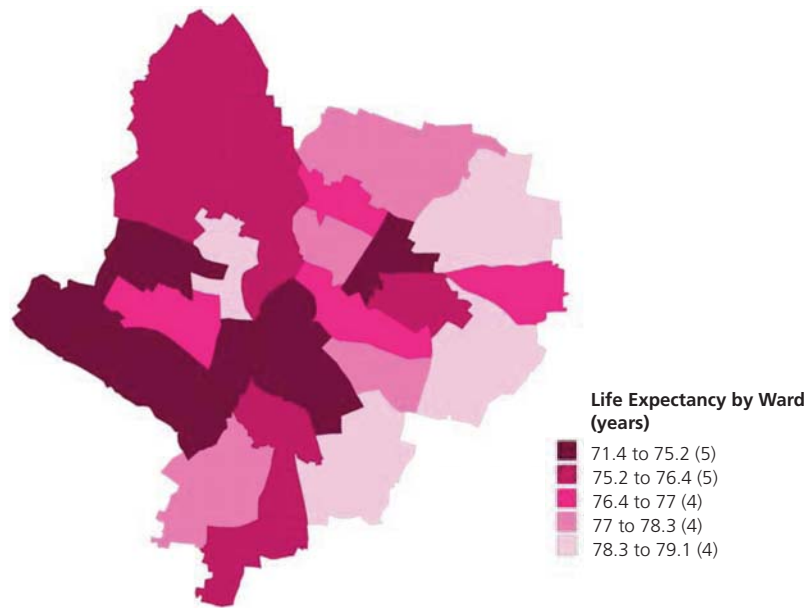 Life Expectancy by Ward
(years)
71.4 to 75.2 (5)
75.2 to 76.4 (5)
76.4 to 77 (4)
77 to 78.3 (4)
78.3 to 79.1 (4)